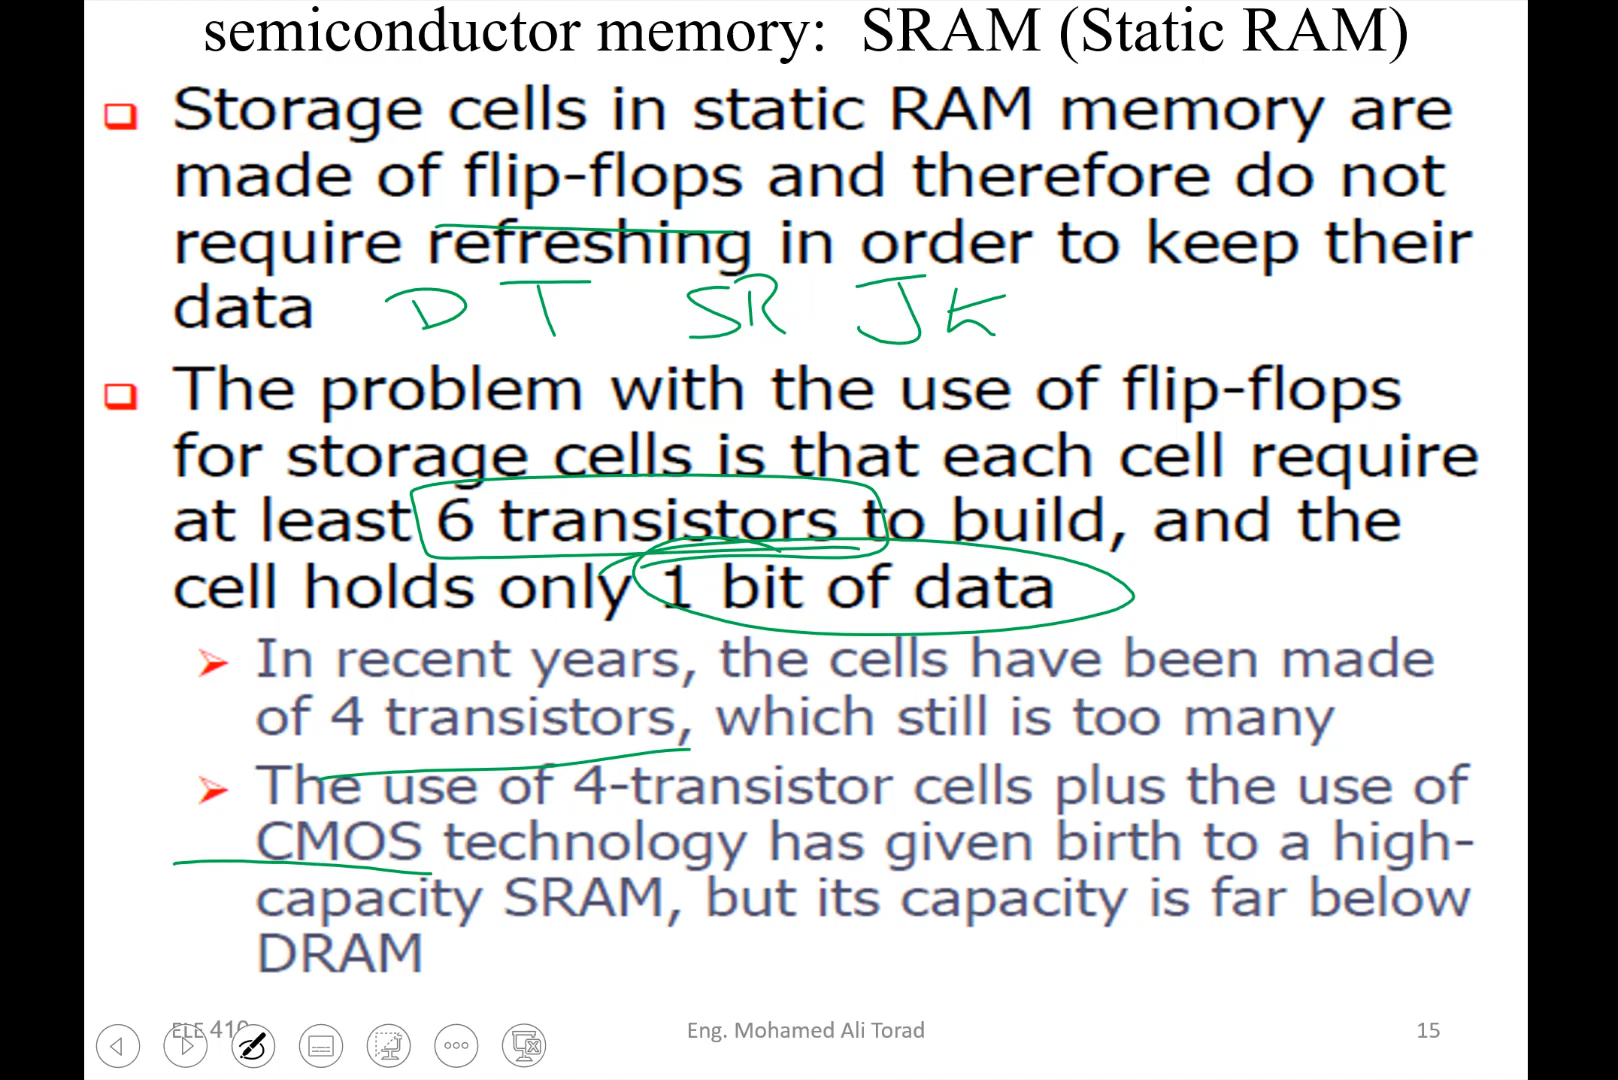 semiconductor memory: SRAM (Static RAM)
Storage cells in static RAM memory are
made of flip-flops and therefore do not
require refreshing in order to keep their
data
D T SR JK
The problem with the use of flip-flops
for storage cells is that each cell require
at least 6 transistors to build, and the
cell holds only 1 bit of data
In recent years, the cells have been made
of 4 transistors, which still is too many
The use of 4-transistor cells plus the use of
CMOS technology has given birth to a high-
capacity SRAM, but its capacity is far below
DRAM
ELE 410
Eng. Mohamed Ali Torad
15